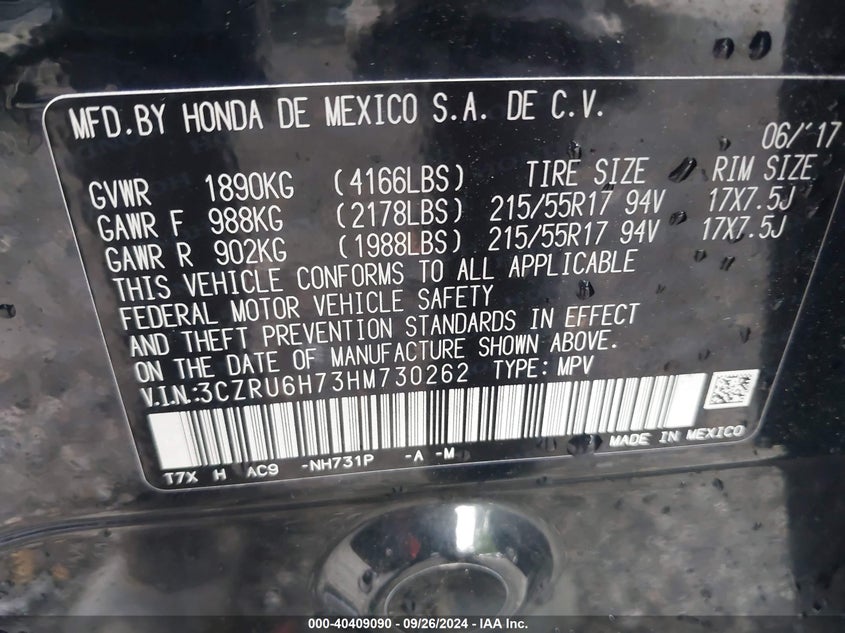 MFD.BY HONDA DE MEXICO S.A. DE C.V.
06/'17
GVWR 1890KG (4166LBS) TIRE SIZE RIM SIZE
GAWR F 988KG (2178LBS) 215/55R17 94V 17X7.5J
GAWR R 902KG (1988LBS) 215/55R17 94V 17X7.5J
THIS VEHICLE CONFORMS TO ALL APPLICABLE
FEDERAL MOTOR VEHICLE SAFETY
AND THEFT PREVENTION STANDARDS IN EFFECT
ON THE DATE OF MANUFACTURE SHOWN ABOVE.
V.I.N.:3CZRU6H73HM730262 TYPE: MPV
MADE IN MEXICO
T7X H AC9 -NH731P -A -M
000-40409090 - 09/26/2024 - IAA Inc.